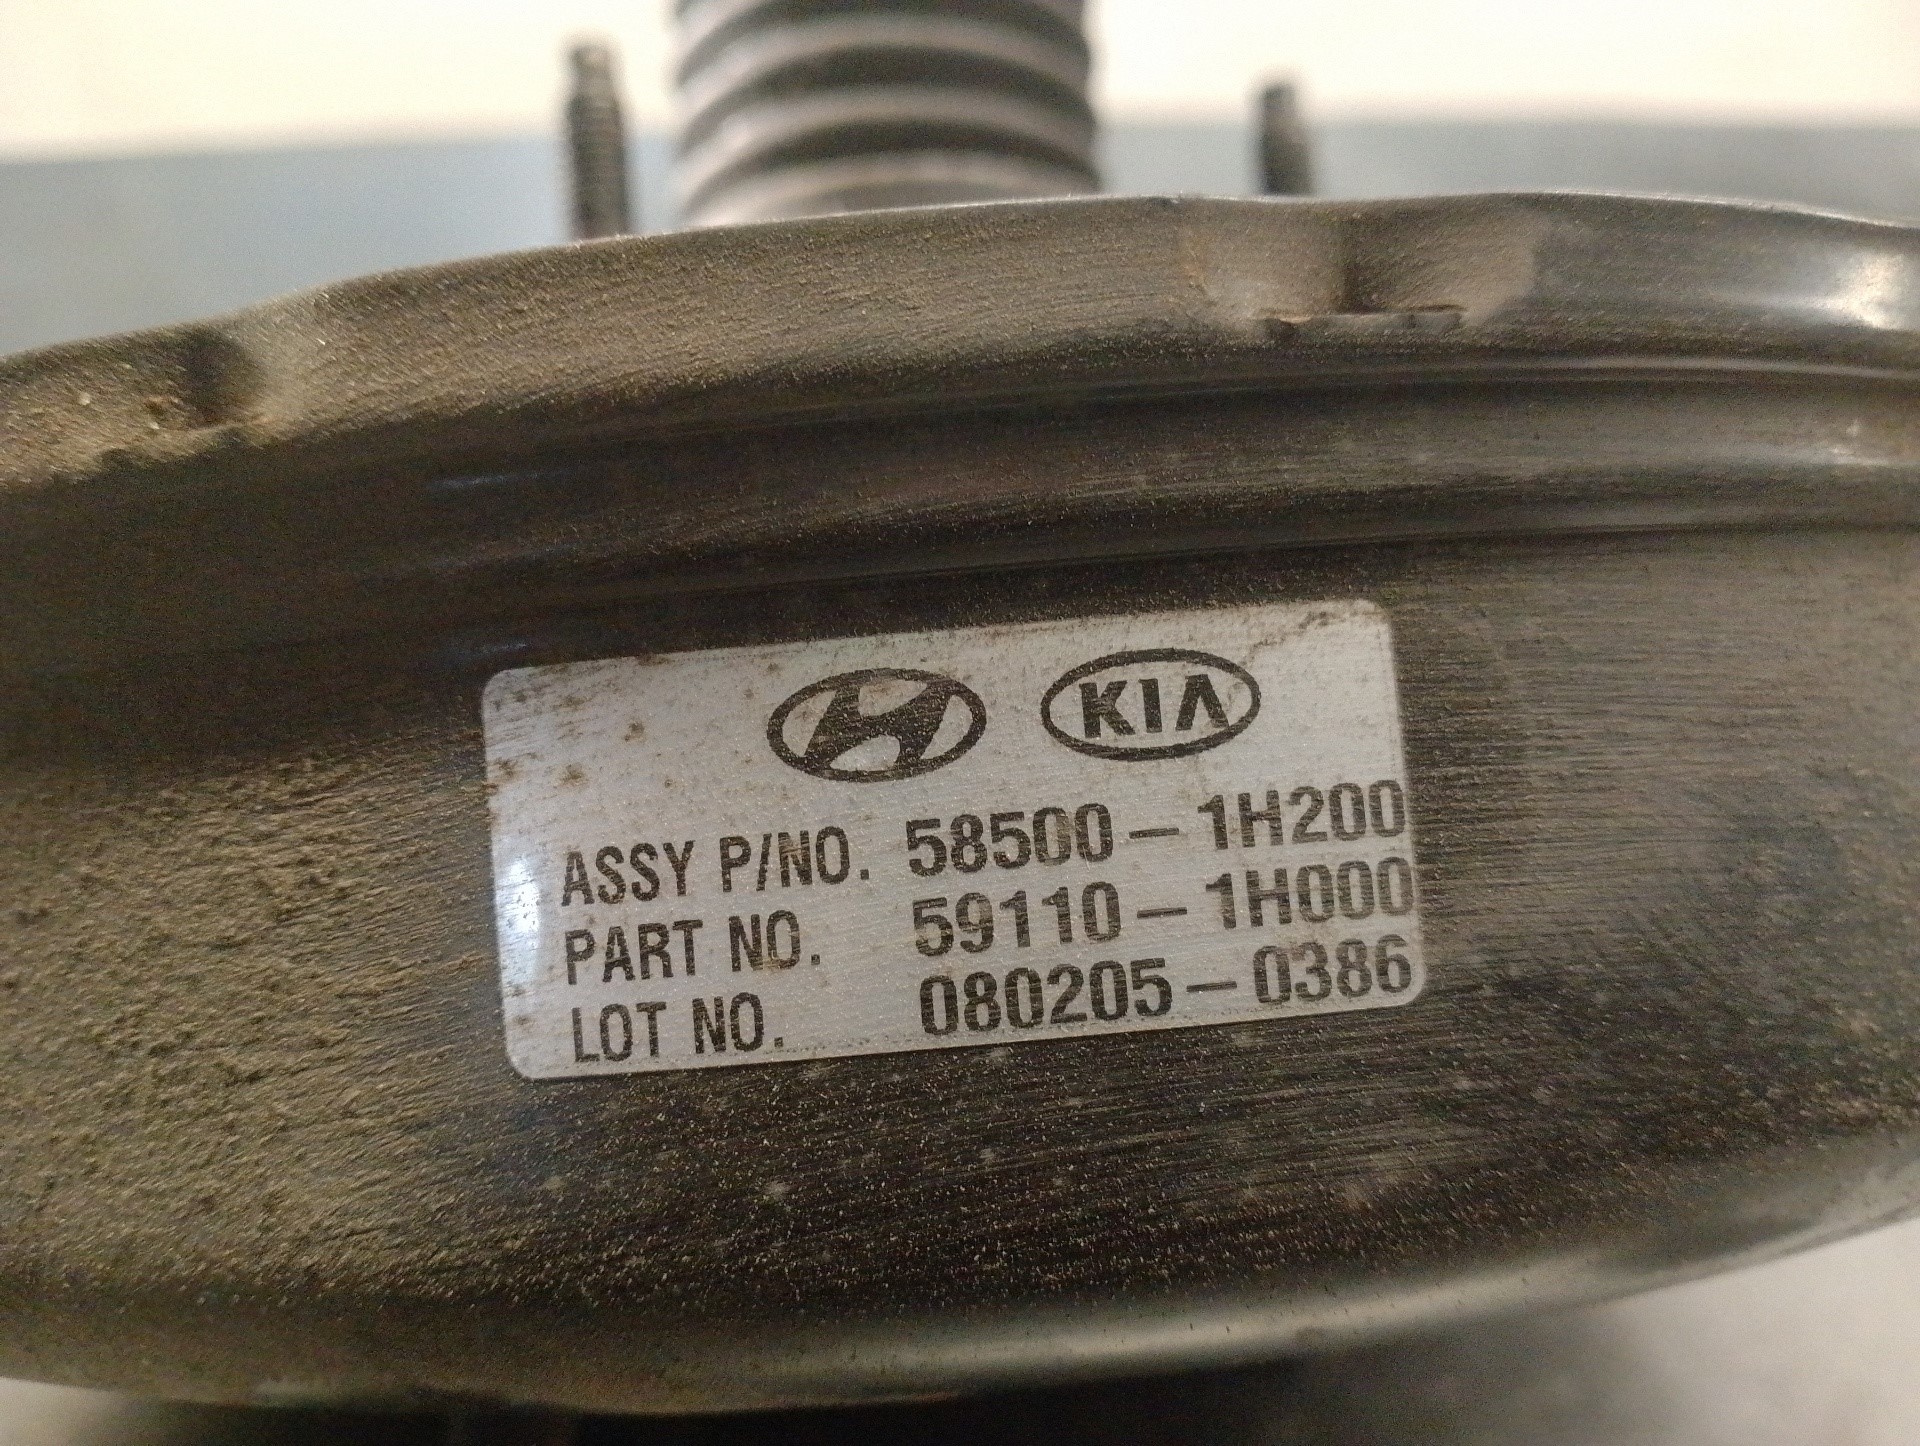 KIA
ASSY P/NO. 58500-1H200
PART NO. 59110-1H000
LOT NO. 080205-0386